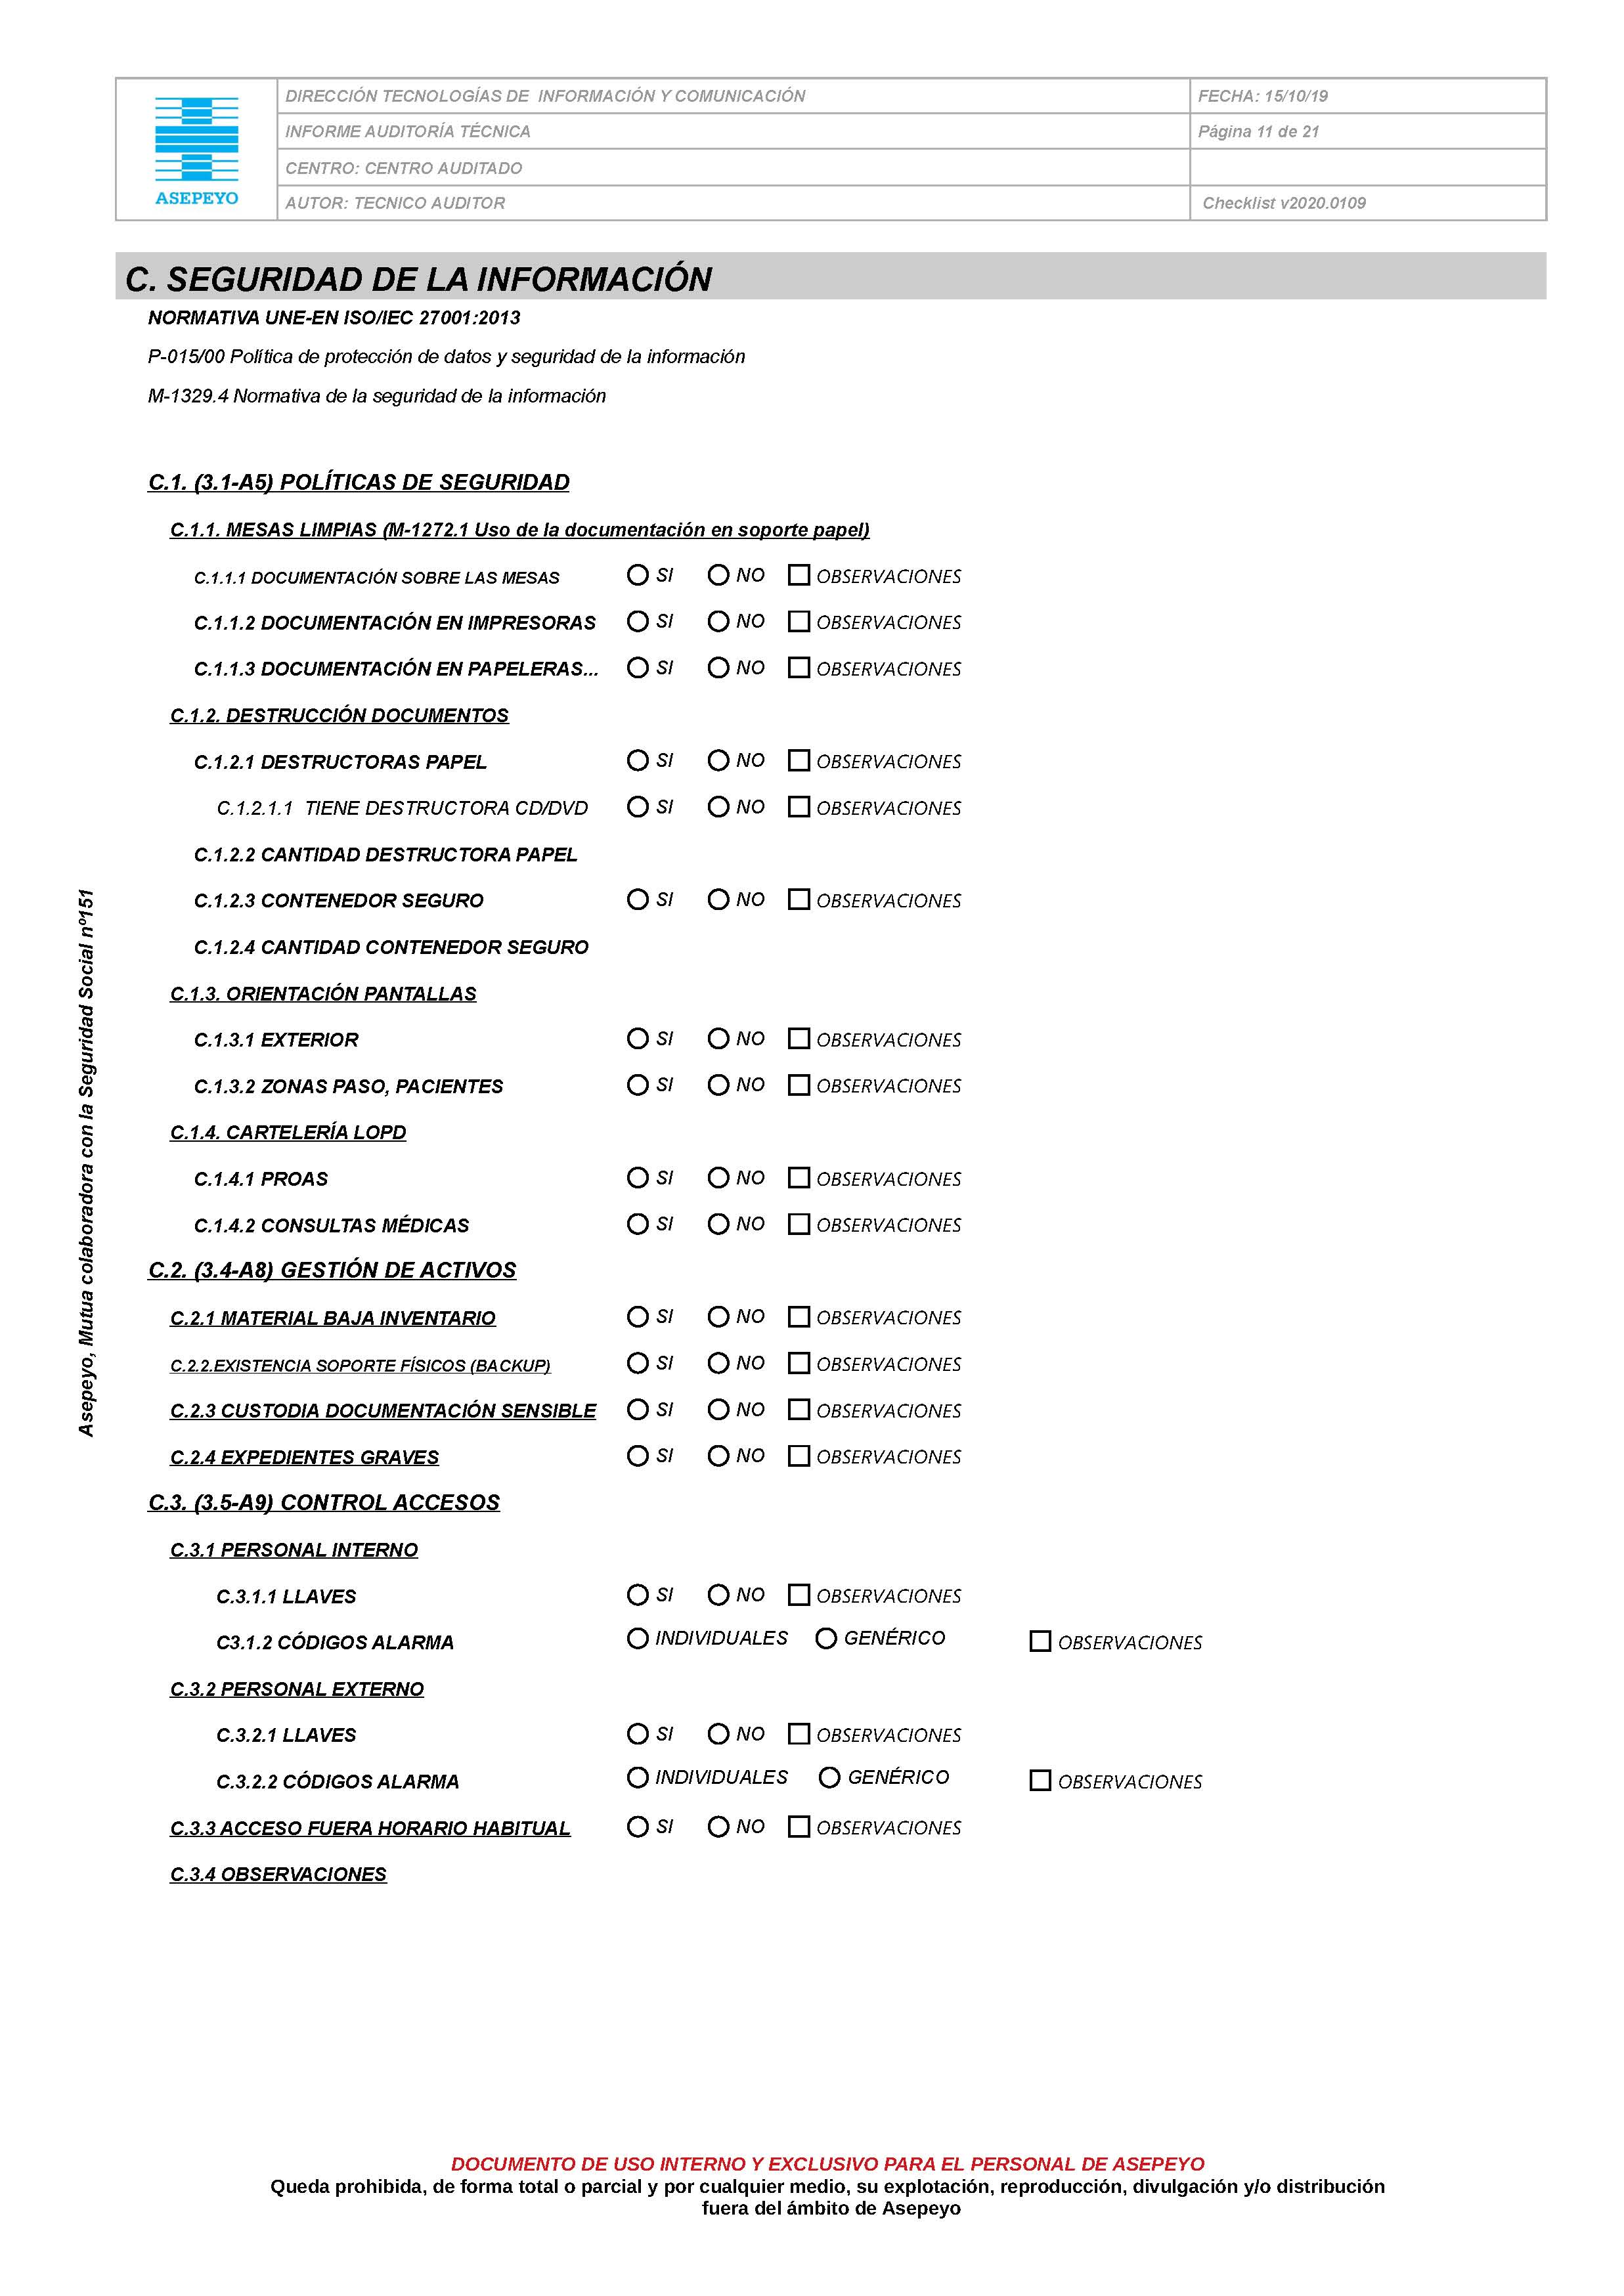 DIRECCIÓN TECNOLOGÍAS DE INFORMACIÓN Y COMUNICACIÓN
FECHA: 15/10/19
INFORME AUDITORÍA TÉCNICA
Página 11 de 21
CENTRO: CENTRO AUDITADO
ASEPEYO
AUTOR: TECNICO AUDITOR
Checklist v2020.0109
C. SEGURIDAD DE LA INFORMACIÓN
NORMATIVA UNE-EN ISO/IEC 27001:2013
P-015/00 Política de protección de datos y seguridad de la información
M-1329.4 Normativa de la seguridad de la información
C.1. (3.1-A5) POLÍTICAS DE SEGURIDAD
C.1.1. MESAS LIMPIAS (M-1272.1 Uso de la documentación en soporte papel)
C.1.1.1 DOCUMENTACIÓN SOBRE LAS MESAS SI NO OBSERVACIONES
C.1.1.2 DOCUMENTACIÓN EN IMPRESORAS SI NO OBSERVACIONES
C.1.1.3 DOCUMENTACIÓN EN PAPELERAS... SI NO OBSERVACIONES
C.1.2. DESTRUCCIÓN DOCUMENTOS
C.1.2.1 DESTRUCTORAS PAPEL SI NO OBSERVACIONES
C.1.2.1.1 TIENE DESTRUCTORA CD/DVD SI NO OBSERVACIONES
C.1.2.2 CANTIDAD DESTRUCTORA PAPEL
C.1.2.3 CONTENEDOR SEGURO SI NO OBSERVACIONES
C.1.2.4 CANTIDAD CONTENEDOR SEGURO
C.1.3. ORIENTACIÓN PANTALLAS
C.1.3.1 EXTERIOR SI NO OBSERVACIONES
C.1.3.2 ZONAS PASO, PACIENTES SI NO OBSERVACIONES
C.1.4. CARTELERÍA LOPD
C.1.4.1 PROAS SI NO OBSERVACIONES
C.1.4.2 CONSULTAS MÉDICAS SI NO OBSERVACIONES
C.2. (3.4-A8) GESTIÓN DE ACTIVOS
C.2.1 MATERIAL BAJA INVENTARIO SI NO OBSERVACIONES
C.2.2.EXISTENCIA SOPORTE FÍSICOS (BACKUP) SI NO OBSERVACIONES
C.2.3 CUSTODIA DOCUMENTACIÓN SENSIBLE SI NO OBSERVACIONES
C.2.4 EXPEDIENTES GRAVES SI NO OBSERVACIONES
C.3. (3.5-A9) CONTROL ACCESOS
C.3.1 PERSONAL INTERNO
C.3.1.1 LLAVES SI NO OBSERVACIONES
C3.1.2 CÓDIGOS ALARMA INDIVIDUALES GENÉRICO OBSERVACIONES
C.3.2 PERSONAL EXTERNO
C.3.2.1 LLAVES SI NO OBSERVACIONES
C.3.2.2 CÓDIGOS ALARMA INDIVIDUALES GENÉRICO OBSERVACIONES
C.3.3 ACCESO FUERA HORARIO HABITUAL SI NO OBSERVACIONES
C.3.4 OBSERVACIONES
Asepeyo, Mutua colaboradora con la Seguridad Social nº151
DOCUMENTO DE USO INTERNO Y EXCLUSIVO PARA EL PERSONAL DE ASEPEYO
Queda prohibida, de forma total o parcial y por cualquier medio, su explotación, reproducción, divulgación y/o distribución
fuera del ámbito de Asepeyo